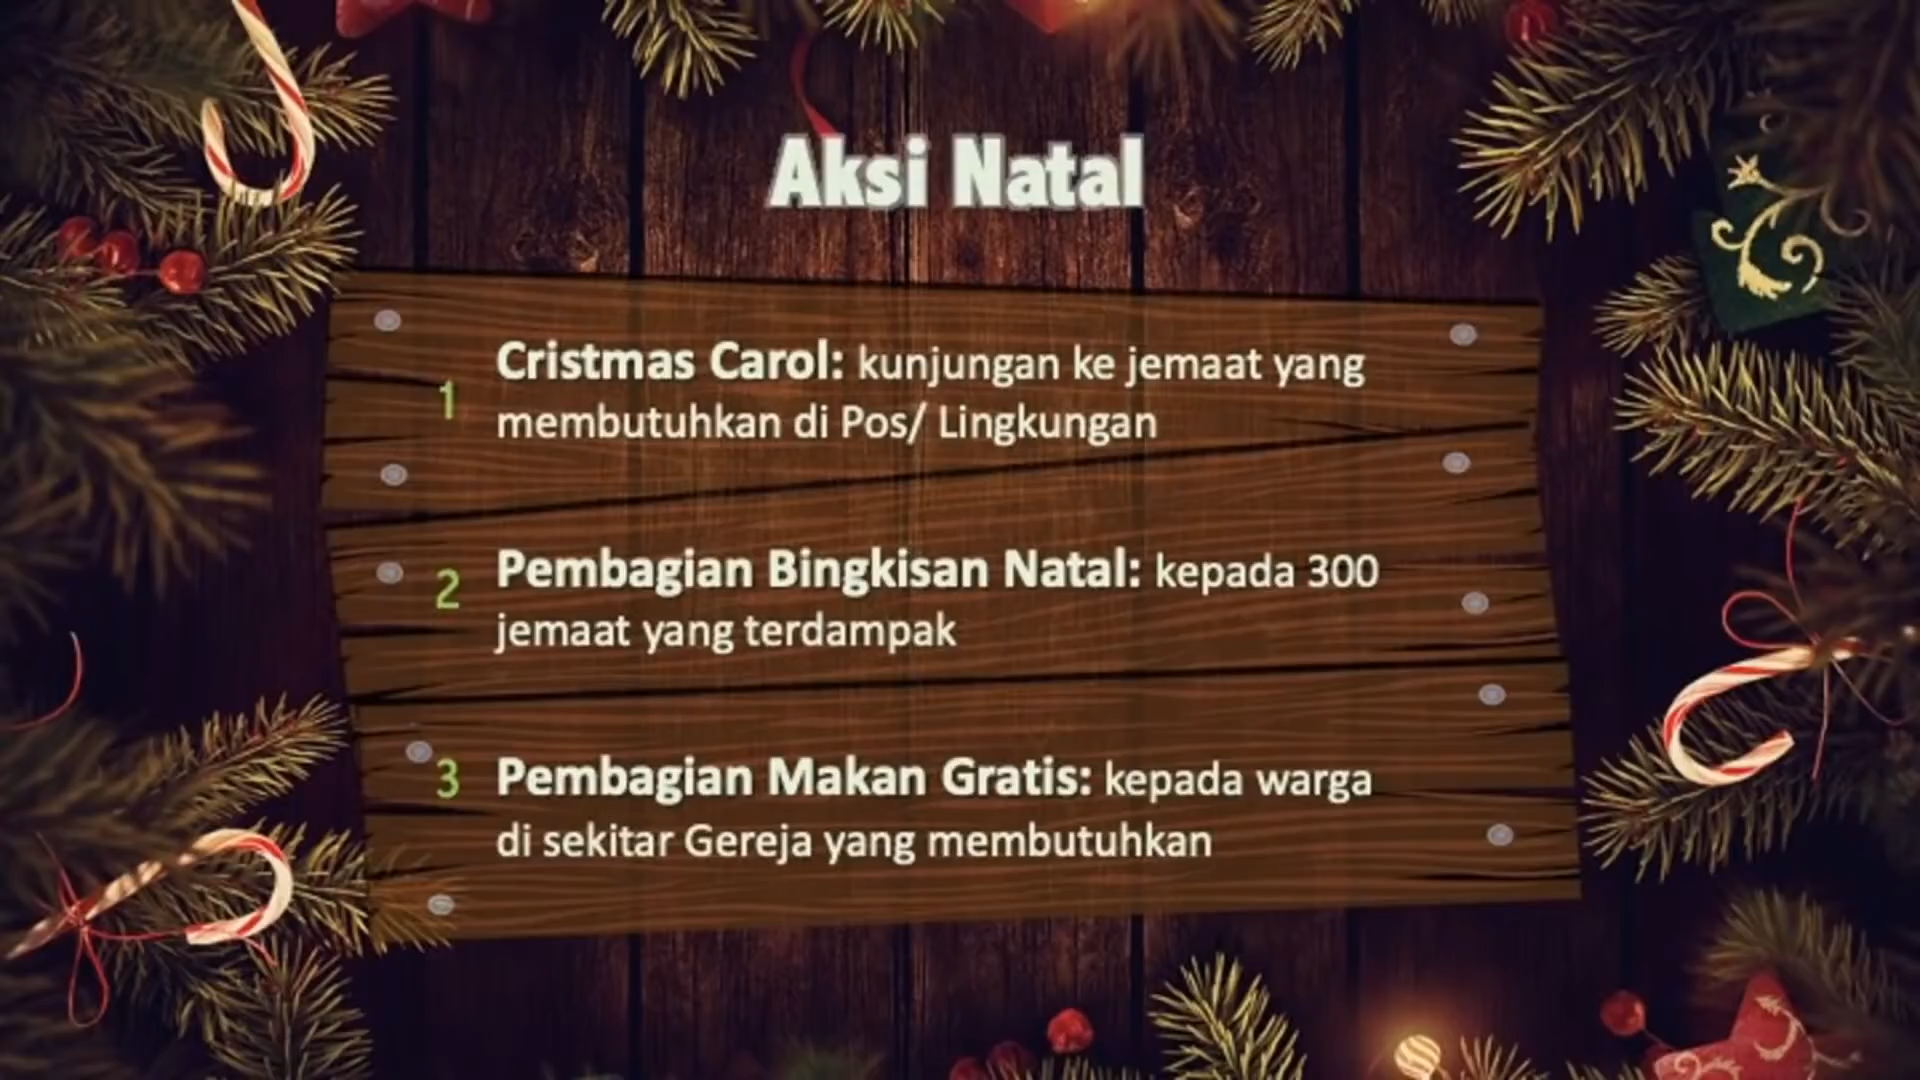 Aksi Natal
1 Cristmas Carol: kunjungan ke jemaat yang
membutuhkan di Pos/ Lingkungan
2 Pembagian Bingkisan Natal: kepada 300
jemaat yang terdampak
3 Pembagian Makan Gratis: kepada warga
di sekitar Gereja yang membutuhkan